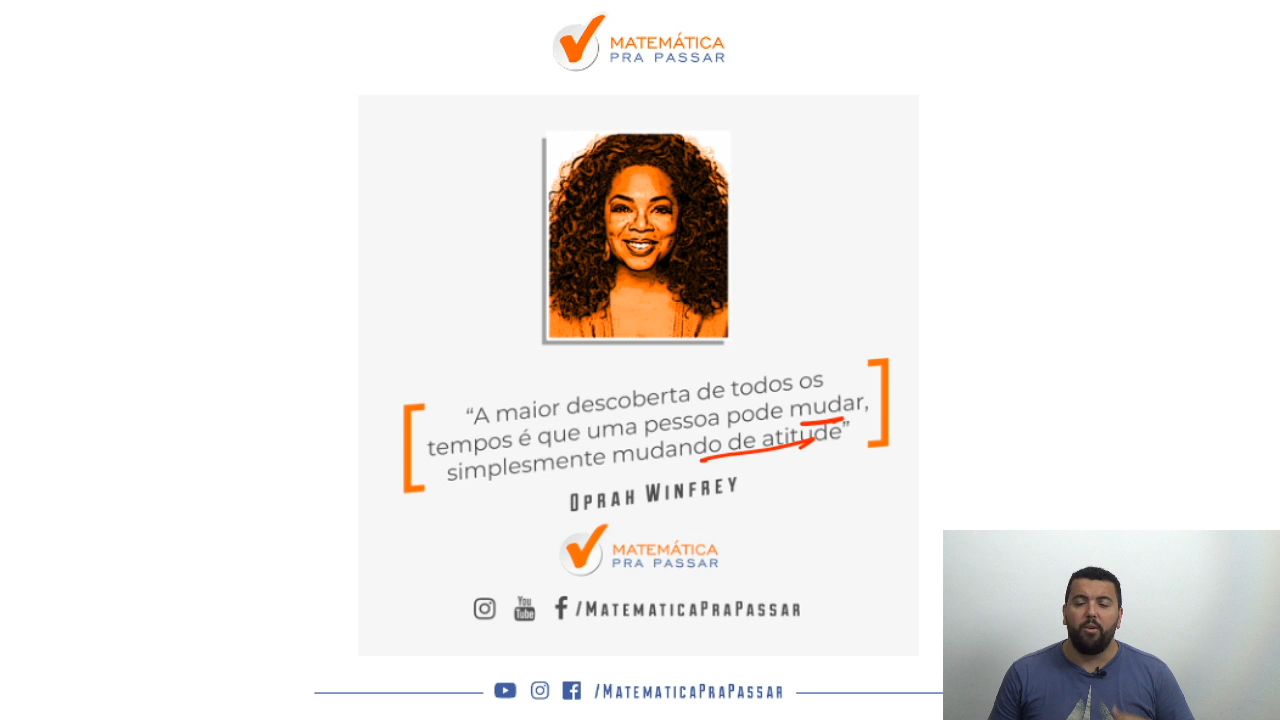 MATEMÁTICA
PRA PASSAR
“A maior descoberta de todos os
tempos é que uma pessoa pode mudar,
simplesmente mudando de atitude”
OPRAH WINFREY
MATEMÁTICA
PRA PASSAR
You
Tube
/MATEMATICAPRAPASSAR
/MATEMATICAPRAPASSAR